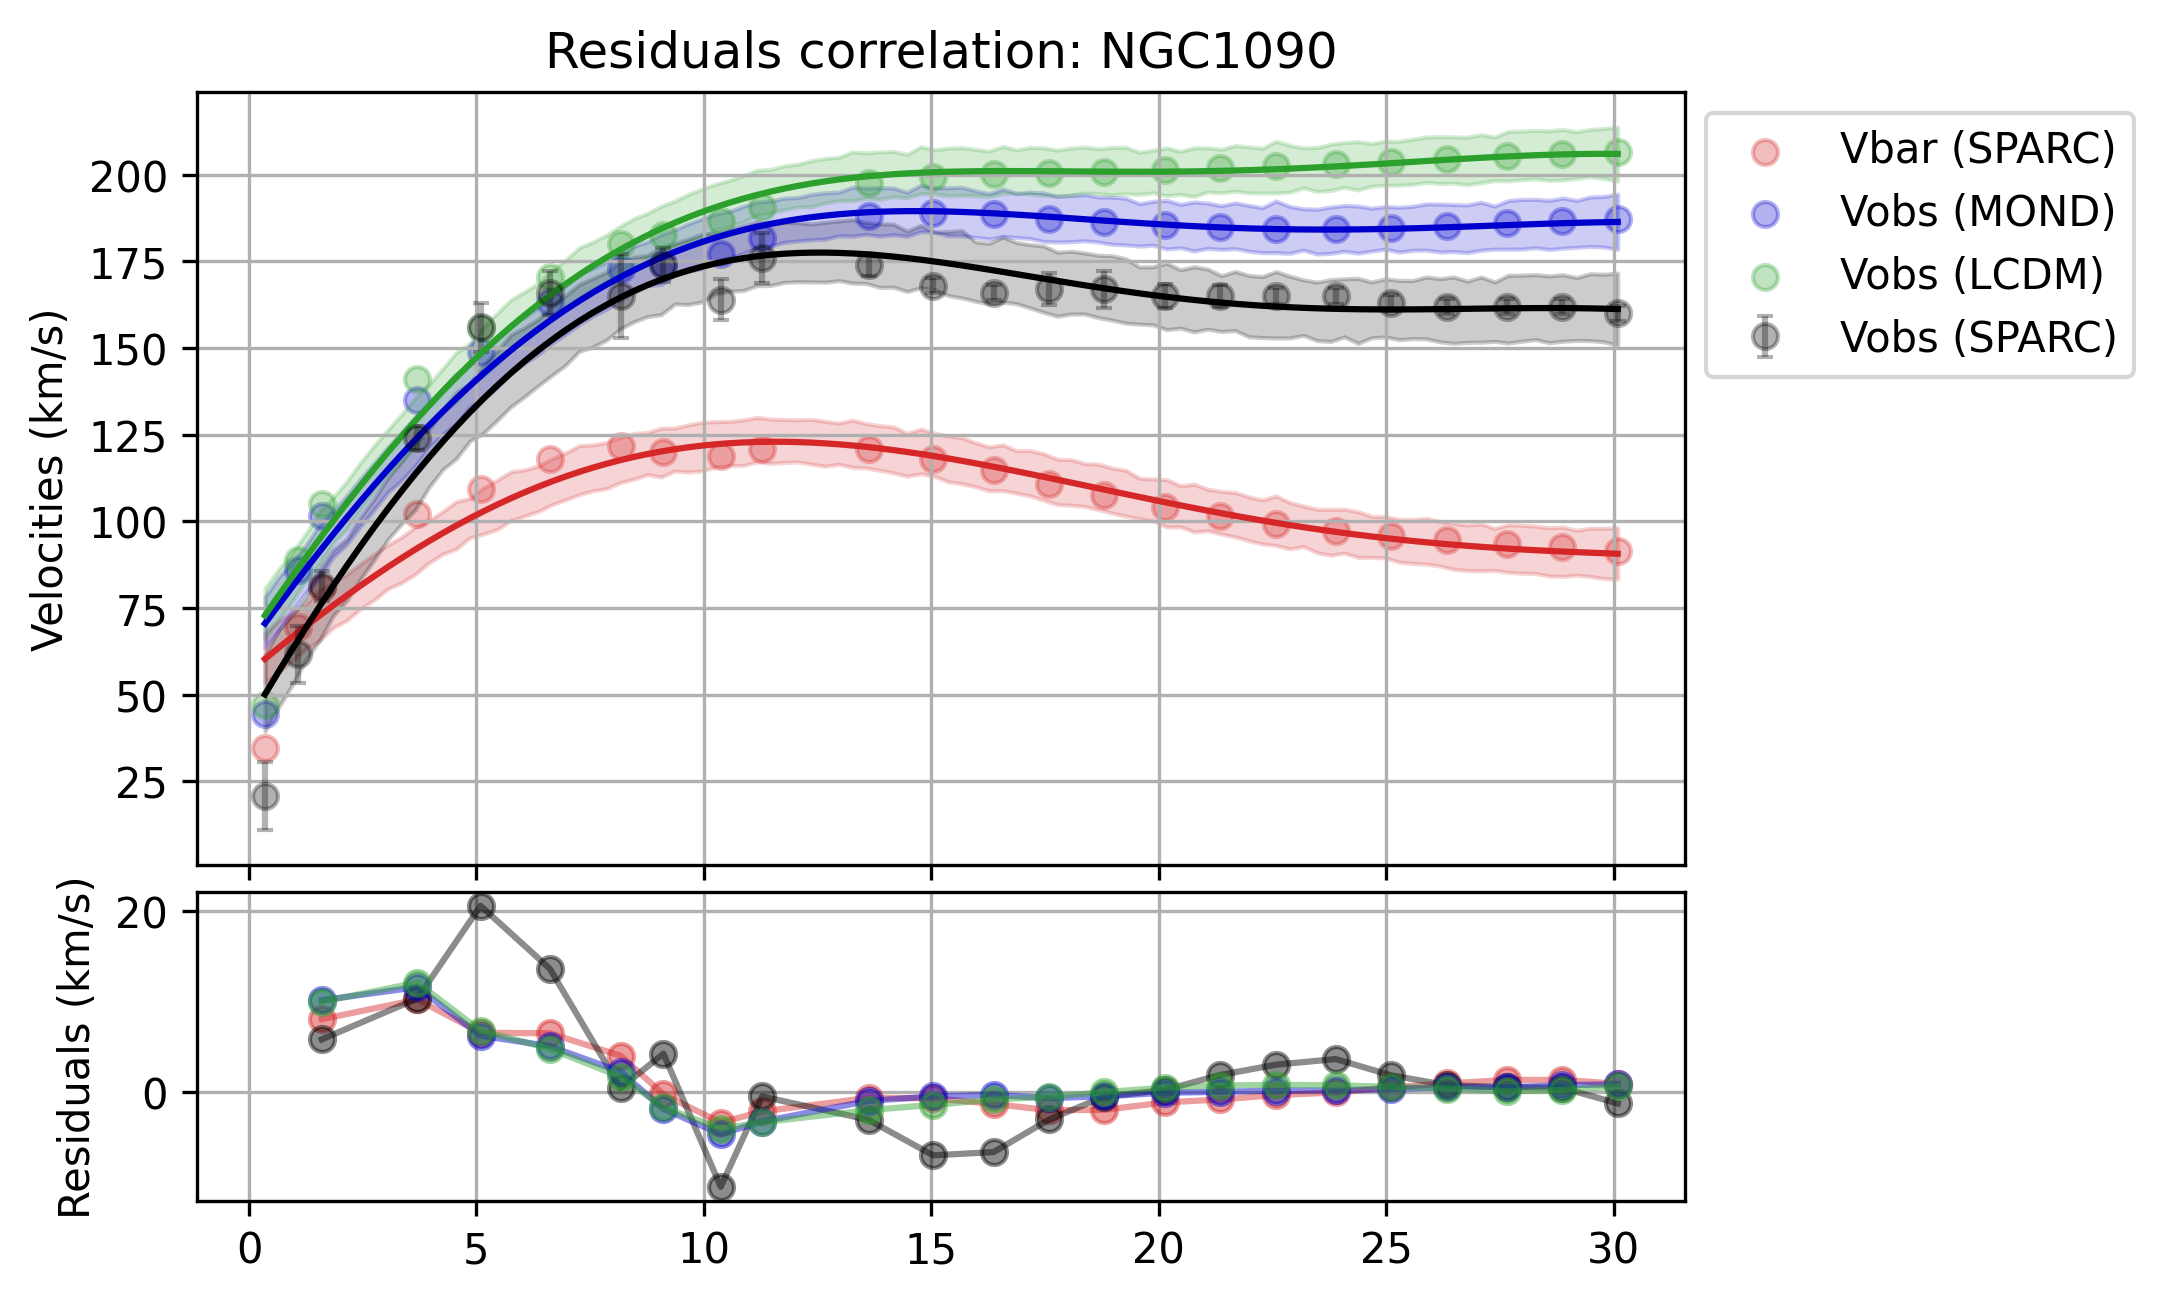 Residuals correlation: NGC1090
Velocities (km/s)
200
175
150
125
100
75
50
25
Vbar (SPARC)
Vobs (MOND)
Vobs (LCDM)
Vobs (SPARC)
Residuals (km/s)
20
0
0 5 10 15 20 25 30